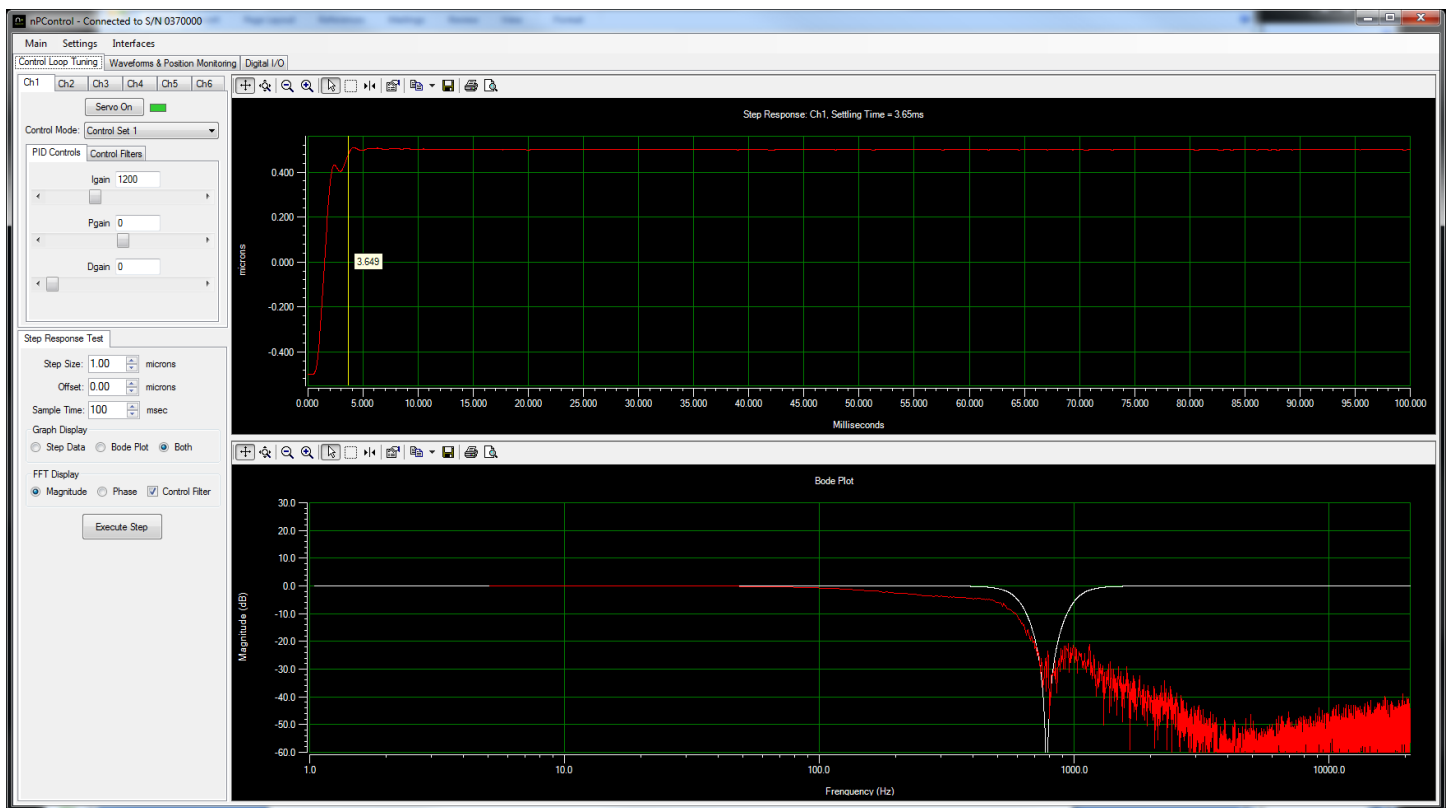 nPControl - Connected to S/N 0370000
Main Settings Interfaces
Control Loop Tuning Waveforms & Position Monitoring Digital I/O
Ch1 Ch2 Ch3 Ch4 Ch5 Ch6
Servo On
Control Mode: Control Set 1
PID Controls Control Filters
Igain 1200
Pgain 0
Dgain 0
Step Response Test
Step Size: 1.00 microns
Offset: 0.00 microns
Sample Time: 100 msec
Graph Display
Step Data Bode Plot Both
FFT Display
Magnitude Phase Control Filter
Execute Step
Step Response: Ch1, Settling Time = 3.65ms
microns
0.400
0.200
0.000
-0.200
-0.400
3.649
0.000 5.000 10.000 15.000 20.000 25.000 30.000 35.000 40.000 45.000 50.000 55.000 60.000 65.000 70.000 75.000 80.000 85.000 90.000 95.000 100.000
Milliseconds
Bode Plot
Magnitude (dB)
30.0
20.0
10.0
0.0
-10.0
-20.0
-30.0
-40.0
-50.0
-60.0
1.0 10.0 100.0 1000.0 10000.0
Frenquency (Hz)